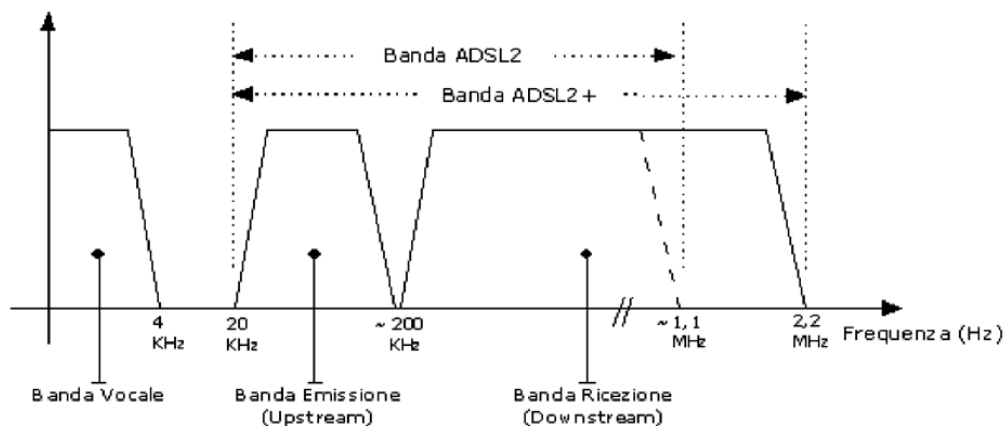 Banda ADSL2
Banda ADSL2+
4
KHz
20
KHz
~ 200
KHz
~ 1,1
MHz
2,2
MHz
Frequenza (Hz)
Banda Vocale
Banda Emissione
(Upstream)
Banda Ricezione
(Downstream)